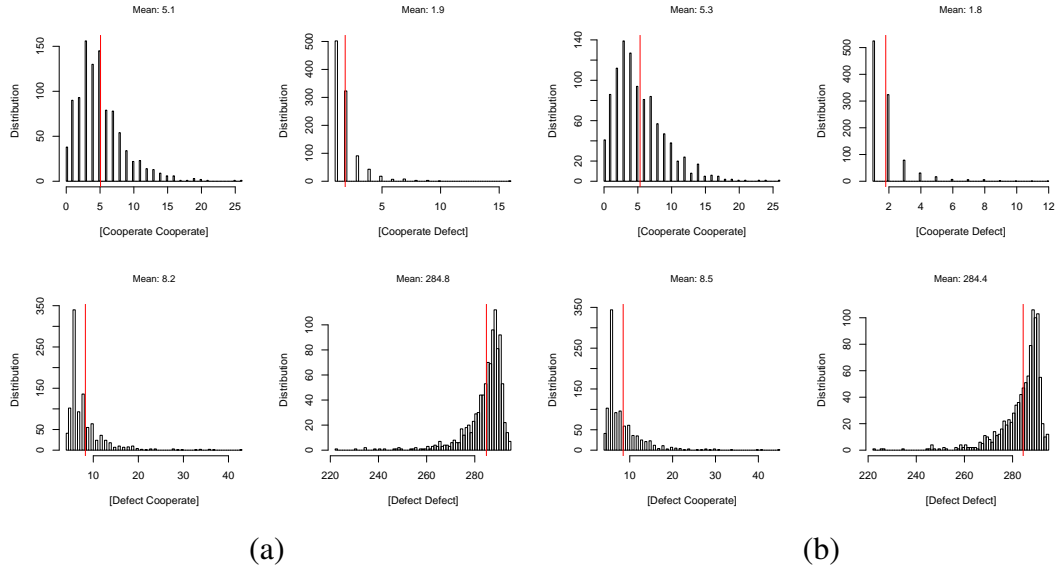 Mean: 5.1
Distribution
0 50 100 150
0 5 10 15 20 25
[Cooperate Cooperate]
Mean: 1.9
Distribution
0 100 200 300 400 500
5 10 15
[Cooperate Defect]
Mean: 5.3
Distribution
0 20 40 60 80 140
0 5 10 15 20 25
[Cooperate Cooperate]
Mean: 1.8
Distribution
0 100 200 300 400 500
2 4 6 8 10 12
[Cooperate Defect]
Mean: 8.2
Distribution
0 50 150 250 350
10 20 30 40
[Defect Cooperate]
Mean: 284.8
Distribution
0 20 40 60 80 100
220 240 260 280
[Defect Defect]
Mean: 8.5
Distribution
0 50 150 250 350
10 20 30 40
[Defect Cooperate]
Mean: 284.4
Distribution
0 20 40 60 80 100
220 240 260 280
[Defect Defect]
(a)
(b)